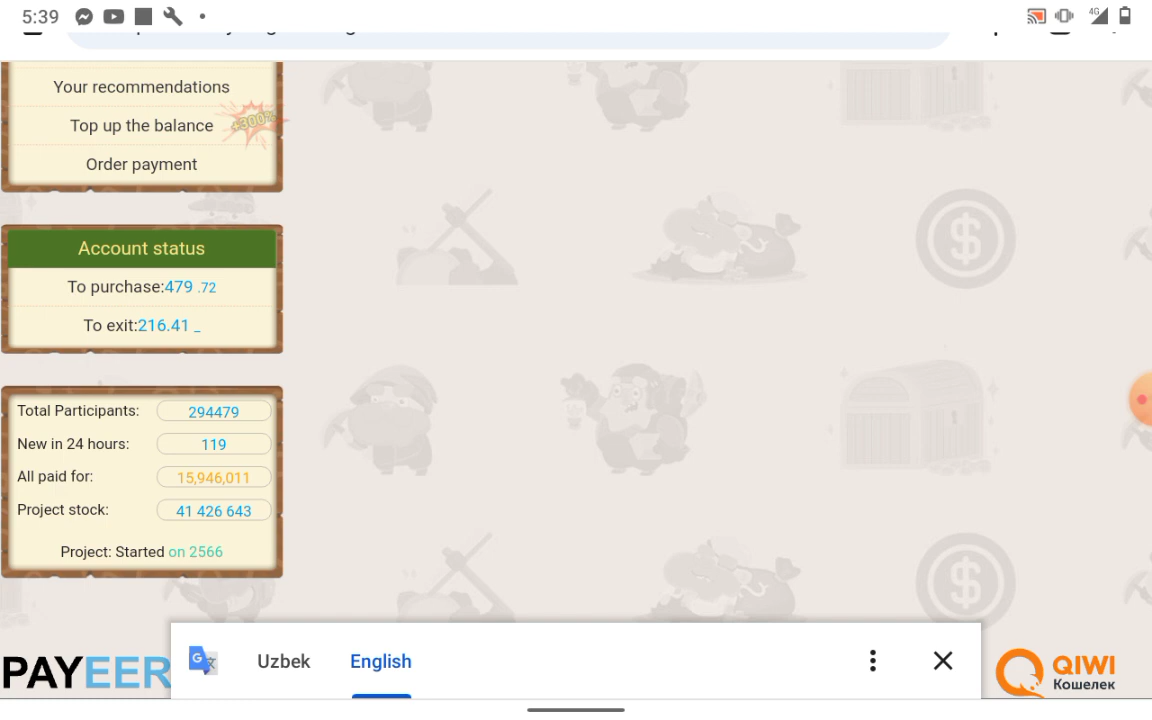 5:39
4G
Your recommendations
Top up the balance
+300%
Order payment
Account status
To purchase:479 .72
To exit:216.41 _
Total Participants: 294479
New in 24 hours: 119
All paid for: 15,946,011
Project stock: 41 426 643
Project: Started on 2566
Uzbek English
PAYEER
QIWI
Кошелек